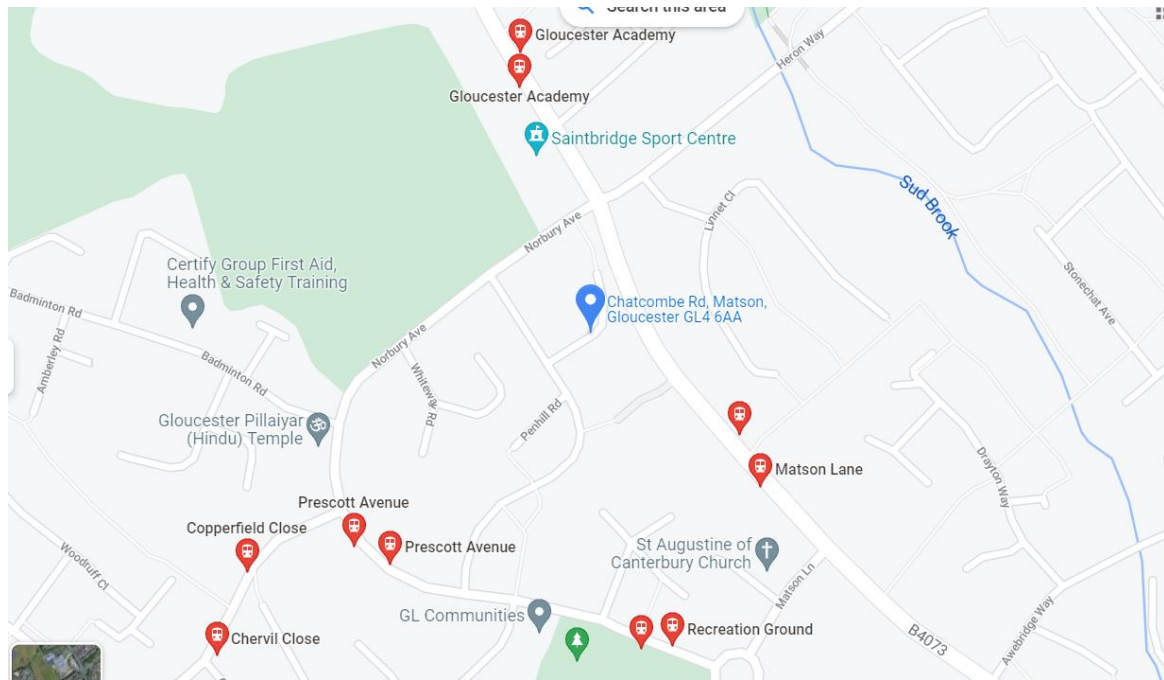 Search this area
Gloucester Academy
Gloucester Academy
Heron Way
Saintbridge Sport Centre
Linnet Cl
Sud Brook
Norbury Ave
Certify Group First Aid,
Health & Safety Training
Stonechat Ave
Badminton Rd
Chatcombe Rd, Matson,
Gloucester GL4 6AA
Amberley Rd
Norbury Ave
Badminton Rd
Whiteway Rd
Gloucester Pillaiyar
(Hindu) Temple
Penhill Rd
Matson Lane
Drayton Way
Prescott Avenue
Copperfield Close
Prescott Avenue
St Augustine of
Canterbury Church
Woodruff Cl
Matson Ln
GL Communities
Recreation Ground
Chervil Close
B4073
Awebridge Way